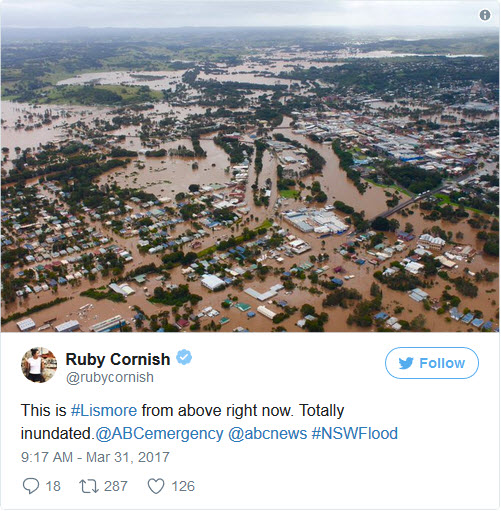 Ruby Cornish
@rubycornish
Follow
This is #Lismore from above right now. Totally
inundated.@ABCemergency @abcnews #NSWFlood
9:17 AM - Mar 31, 2017
18 287 126